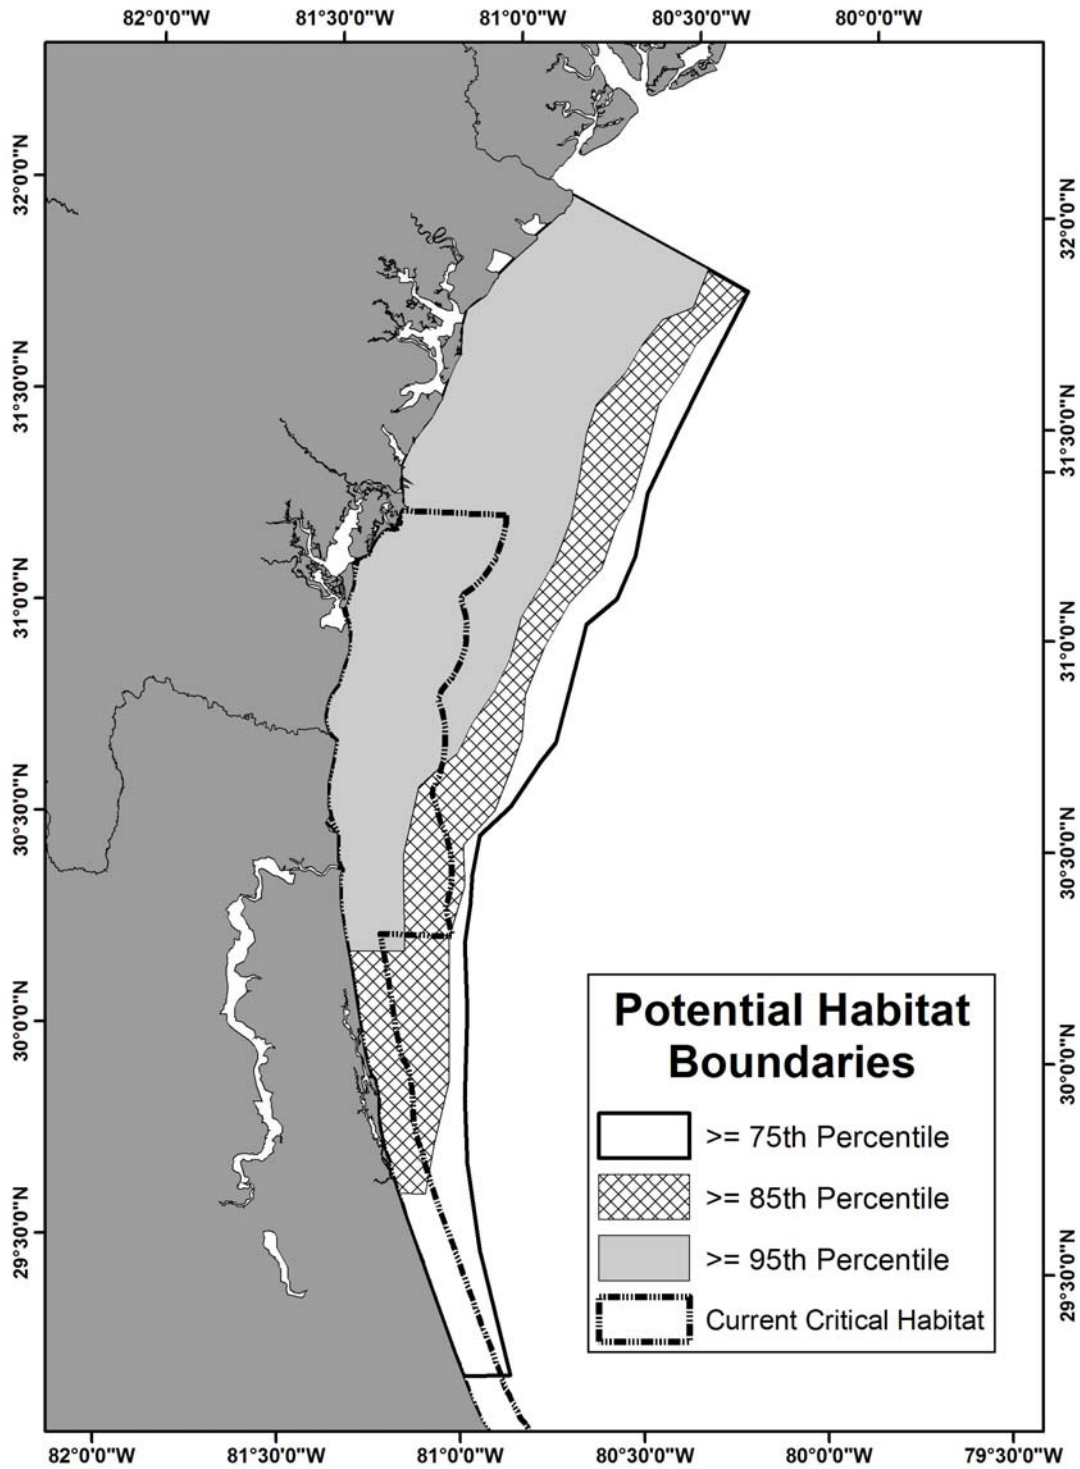 82°0'0"W 81°30'0"W 81°0'0"W 80°30'0"W 80°0'0"W
32°0'0"N
32°0'0"N
31°30'0"N
31°30'0"N
31°0'0"N
31°0'0"N
30°30'0"N
30°30'0"N
30°0'0"N
30°0'0"N
29°30'0"N
29°30'0"N
Potential Habitat
Boundaries
>= 75th Percentile
>= 85th Percentile
>= 95th Percentile
Current Critical Habitat
82°0'0"W 81°30'0"W 81°0'0"W 80°30'0"W 80°0'0"W 79°30'0"W